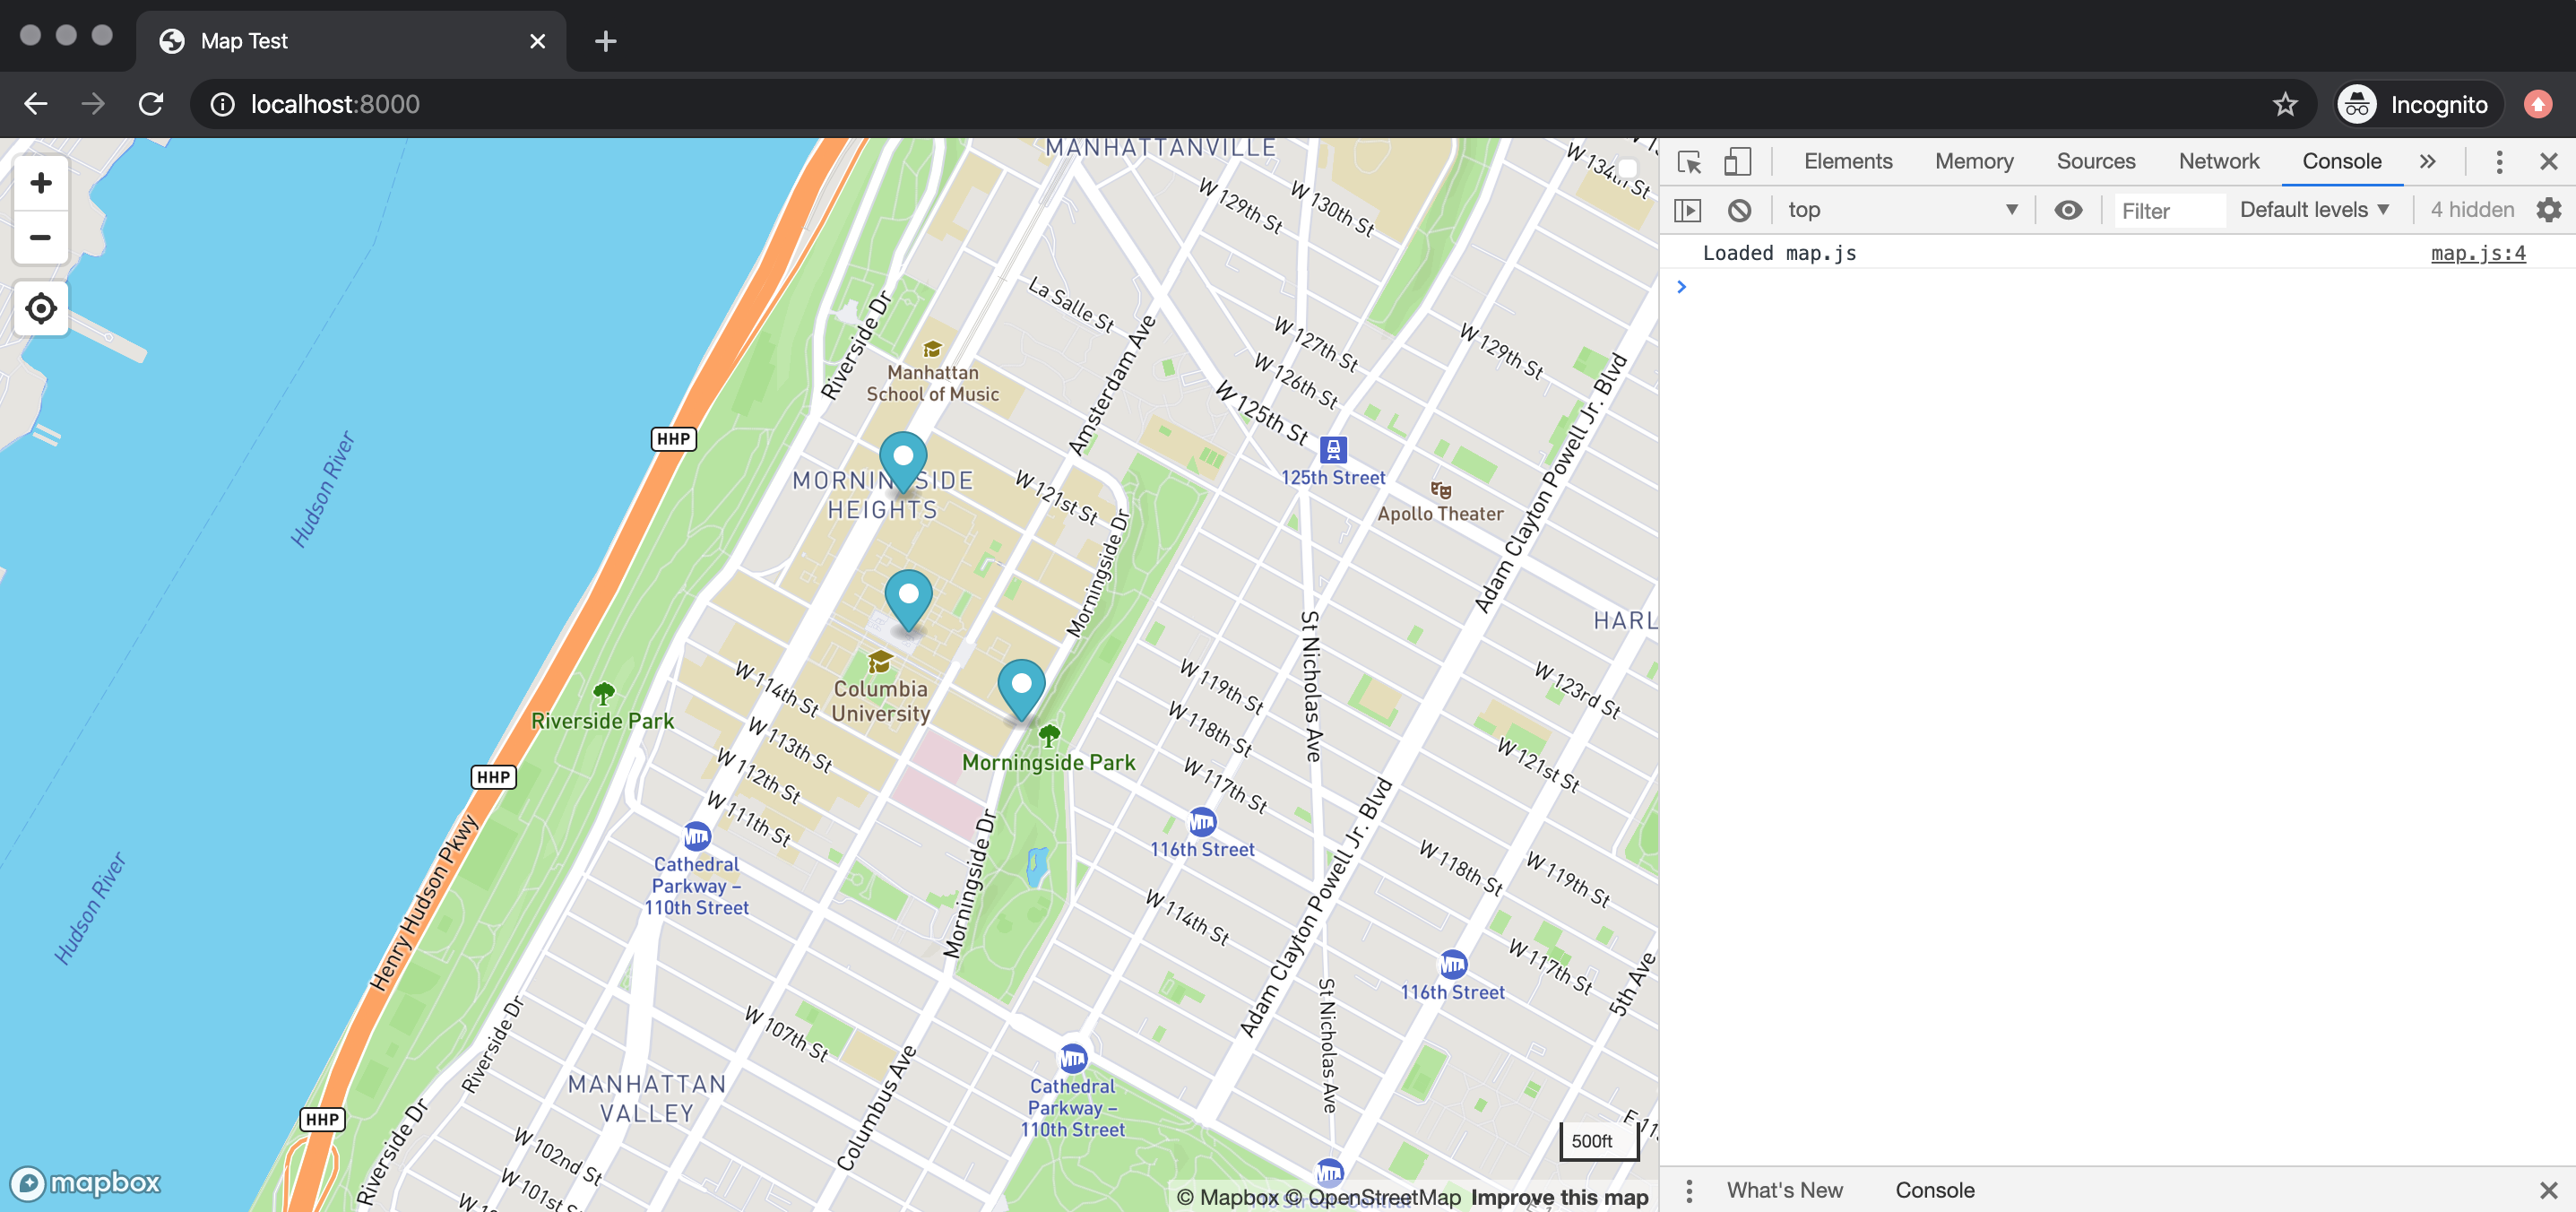 Map Test
localhost:8000
Incognito
MANHATTANVILLE
W 134th St
W 129th St
W 130th St
La Salle St
Riverside Dr
Manhattan
School of Music
Amsterdam Ave
W 127th St
W 126th St
W 125th St
W 129th St
HHP
MORNINGSIDE
HEIGHTS
W 121st St
125th Street
Apollo Theater
Adam Clayton Powell Jr. Blvd
Hudson River
Morningside Dr
HARL
St Nicholas Ave
W 119th St
W 123rd St
Columbia
University
W 114th St
Riverside Park
Morningside Park
W 118th St
W 121st St
W 113th St
W 112th St
W 117th St
HHP
W 111th St
MTA
116th Street
MTA
Cathedral
Parkway –
110th Street
Henry Hudson Pkwy
Hudson River
Morningside Dr
Adam Clayton Powell Jr. Blvd
W 118th St
W 119th St
W 114th St
W 117th St
MTA
116th Street
5th Ave
St Nicholas Ave
W 107th St
Riverside Dr
Columbus Ave
MANHATTAN
VALLEY
MTA
Cathedral
Parkway –
110th Street
HHP
Riverside Dr
W 102nd St
W 101st S
E 11
500ft
MTA
mapbox
© Mapbox © OpenStreetMap Improve this map
Elements
Memory
Sources
Network
Console
top
Filter
Default levels
4 hidden
Loaded map.js
map.js:4
What's New
Console